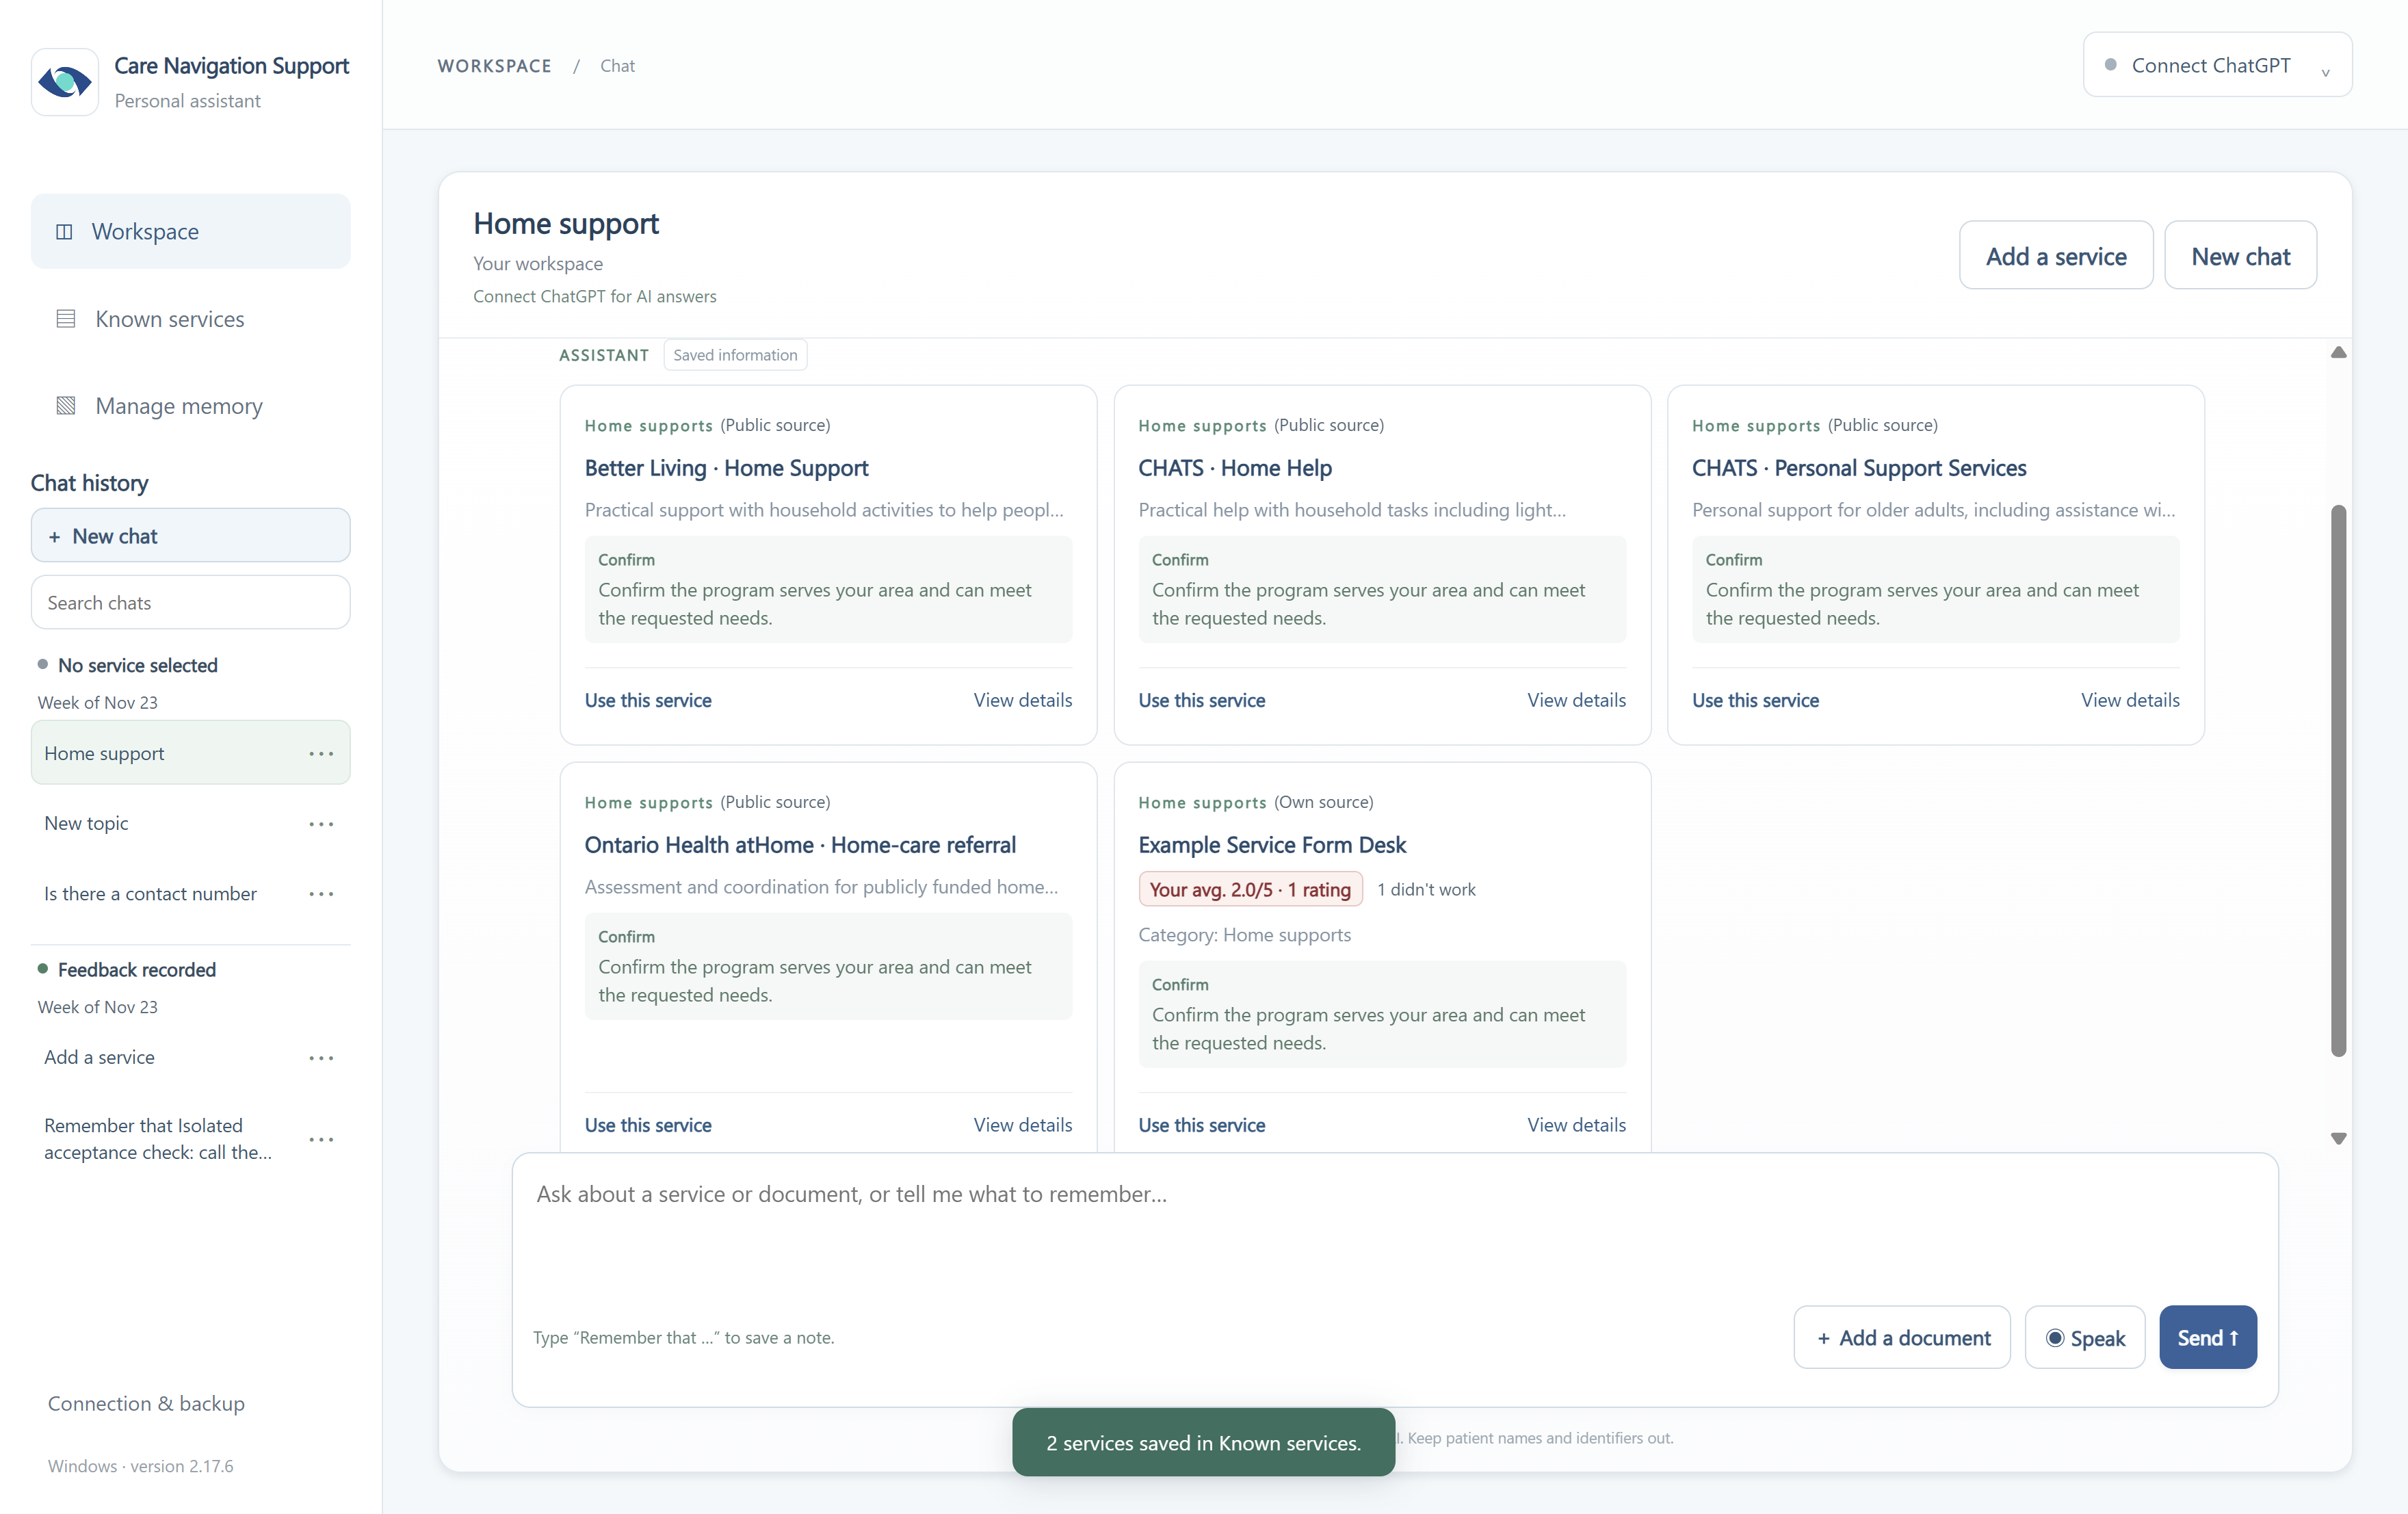 Care Navigation Support
Personal assistant
Workspace
Known services
Manage memory
Chat history
+ New chat
Search chats
No service selected
Week of Nov 23
Home support
New topic
Is there a contact number
Feedback recorded
Week of Nov 23
Add a service
Remember that Isolated
acceptance check: call the...
Connection & backup
Windows · version 2.17.6
WORKSPACE / Chat
Connect ChatGPT v
Home support
Your workspace
Connect ChatGPT for AI answers
Add a service
New chat
ASSISTANT Saved information
Home supports (Public source)
Better Living · Home Support
Practical support with household activities to help peopl...
Confirm
Confirm the program serves your area and can meet
the requested needs.
Use this service View details
Home supports (Public source)
CHATS · Home Help
Practical help with household tasks including light...
Confirm
Confirm the program serves your area and can meet
the requested needs.
Use this service View details
Home supports (Public source)
CHATS · Personal Support Services
Personal support for older adults, including assistance wi...
Confirm
Confirm the program serves your area and can meet
the requested needs.
Use this service View details
Home supports (Public source)
Ontario Health atHome · Home-care referral
Assessment and coordination for publicly funded home...
Confirm
Confirm the program serves your area and can meet
the requested needs.
Use this service View details
Home supports (Own source)
Example Service Form Desk
Your avg. 2.0/5 · 1 rating 1 didn't work
Category: Home supports
Confirm
Confirm the program serves your area and can meet
the requested needs.
Use this service View details
Ask about a service or document, or tell me what to remember...
Type “Remember that ...” to save a note.
+ Add a document
Speak
Send ↑
2 services saved in Known services.
Keep patient names and identifiers out.